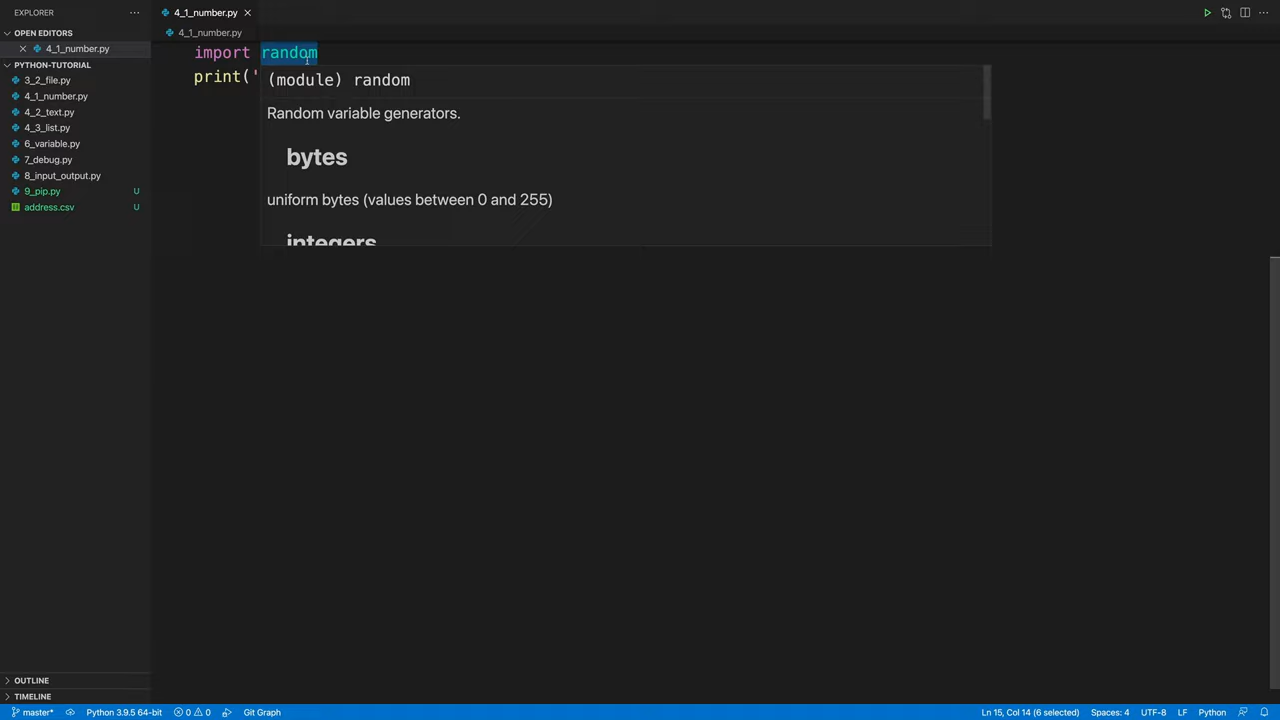 EXPLORER
···
4_1_number.py
OPEN EDITORS
4_1_number.py
PYTHON-TUTORIAL
3_2_file.py
4_1_number.py
4_2_text.py
4_3_list.py
6_variable.py
7_debug.py
8_input_output.py
9_pip.py U
address.csv U
OUTLINE
TIMELINE
4_1_number.py
import random
print('
(module) random
Random variable generators.
bytes
uniform bytes (values between 0 and 255)
integers
master* Python 3.9.5 64-bit 0 0 Git Graph Ln 15, Col 14 (6 selected) Spaces: 4 UTF-8 LF Python